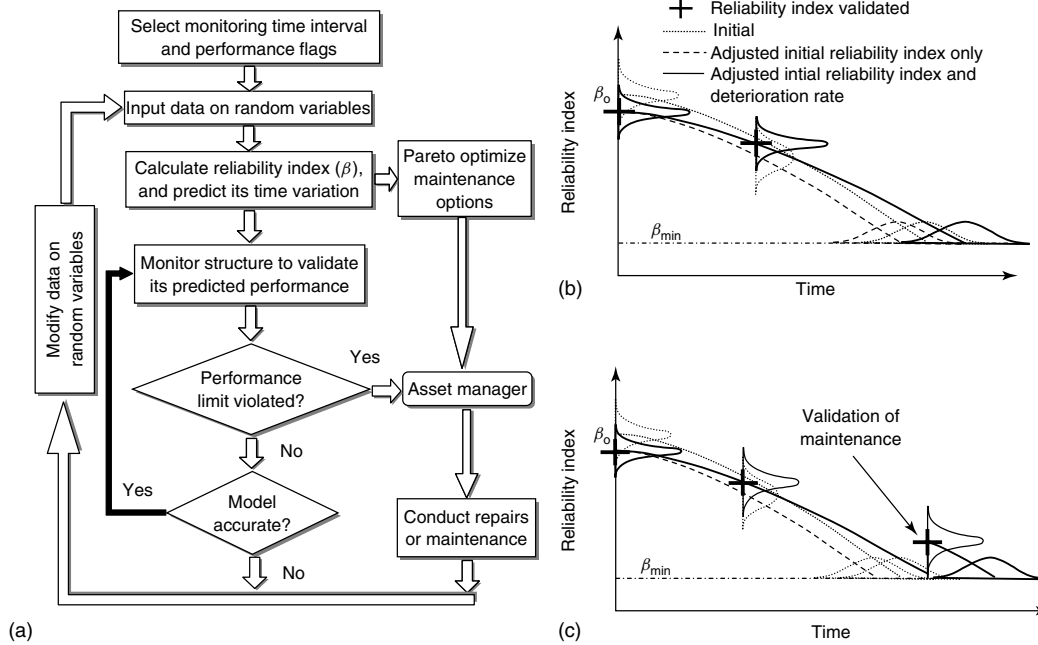 Select monitoring time interval
and performance flags
Input data on random variables
Calculate reliability index (β),
and predict its time variation
Pareto optimize
maintenance
options
Monitor structure to validate
its predicted performance
Modify data on
random variables
Performance
limit violated?
Yes
Asset manager
No
Yes
Model
accurate?
No
Conduct repairs
or maintenance
(a)
Reliability index validated
Initial
Adjusted initial reliability index only
Adjusted intial reliability index and
deterioration rate
βo
Reliability index
βmin
Time
(b)
Validation of
maintenance
βo
Reliability index
βmin
Time
(c)